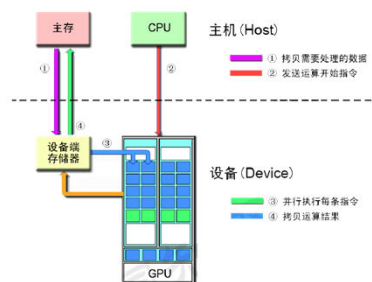 主存
CPU
主机(Host)
① 拷贝需要处理的数据
② 发送运算开始指令
①
④
②
设备端
存储器
③
设备(Device)
③ 并行执行每条指令
④ 拷贝运算结果
GPU